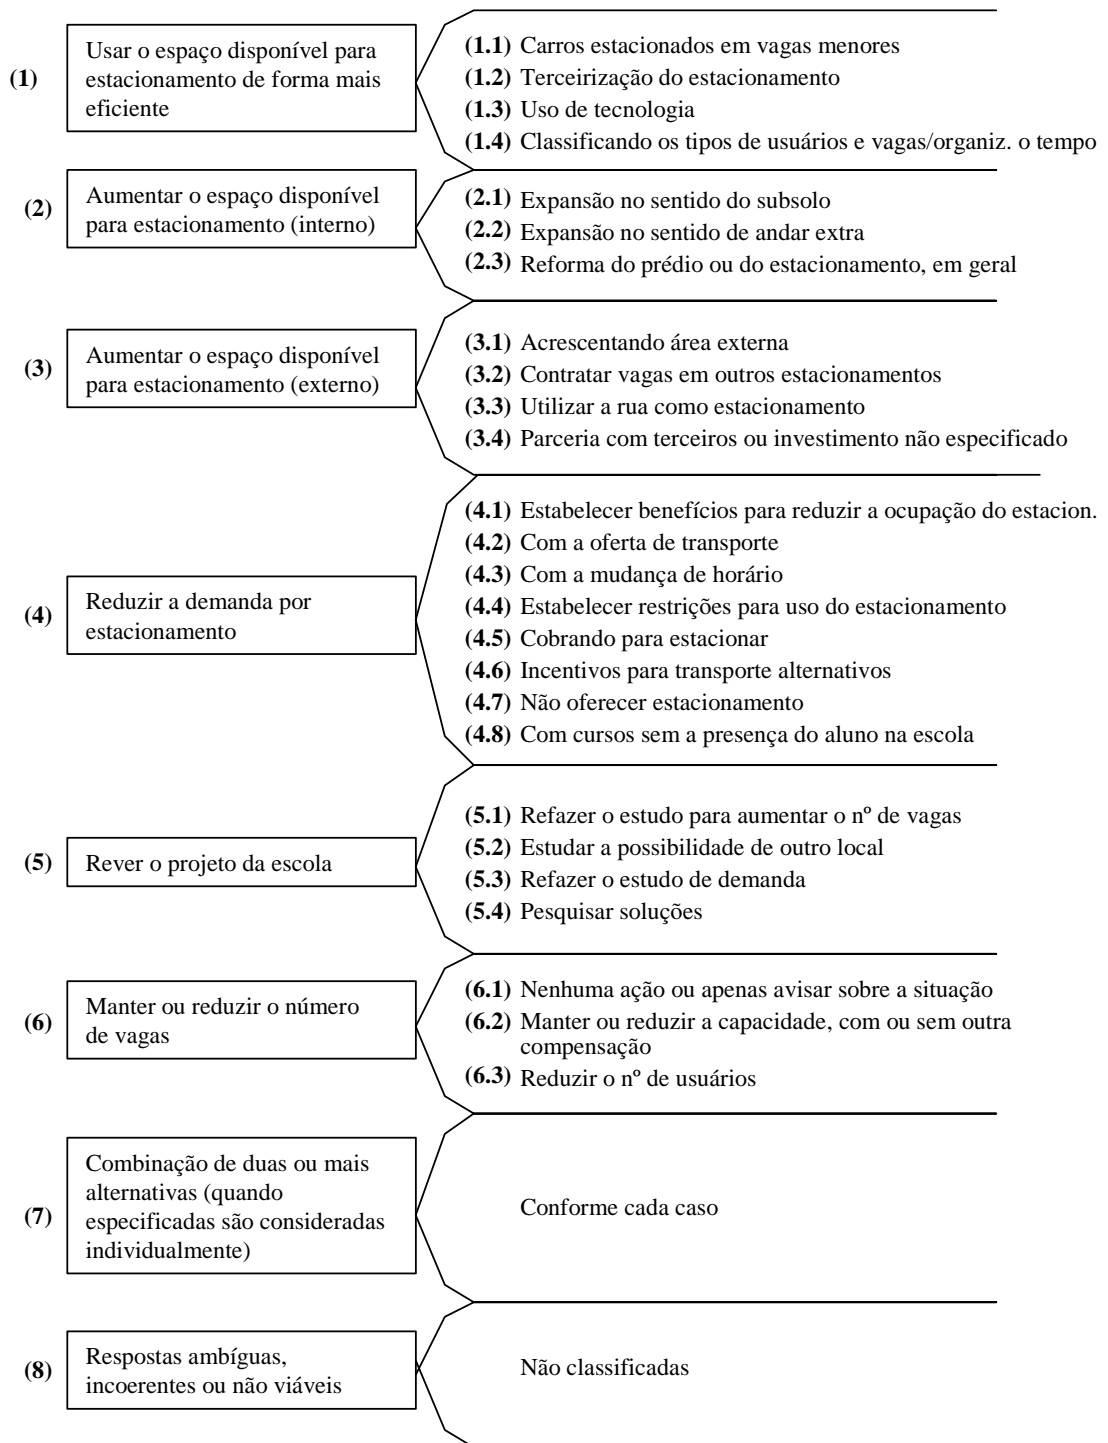 (1)
Usar o espaço disponível para
estacionamento de forma mais
eficiente
(1.1) Carros estacionados em vagas menores
(1.2) Terceirização do estacionamento
(1.3) Uso de tecnologia
(1.4) Classificando os tipos de usuários e vagas/organiz. o tempo
(2)
Aumentar o espaço disponível
para estacionamento (interno)
(2.1) Expansão no sentido do subsolo
(2.2) Expansão no sentido de andar extra
(2.3) Reforma do prédio ou do estacionamento, em geral
(3)
Aumentar o espaço disponível
para estacionamento (externo)
(3.1) Acrescentando área externa
(3.2) Contratar vagas em outros estacionamentos
(3.3) Utilizar a rua como estacionamento
(3.4) Parceria com terceiros ou investimento não especificado
(4)
Reduzir a demanda por
estacionamento
(4.1) Estabelecer benefícios para reduzir a ocupação do estacion.
(4.2) Com a oferta de transporte
(4.3) Com a mudança de horário
(4.4) Estabelecer restrições para uso do estacionamento
(4.5) Cobrando para estacionar
(4.6) Incentivos para transporte alternativos
(4.7) Não oferecer estacionamento
(4.8) Com cursos sem a presença do aluno na escola
(5)
Rever o projeto da escola
(5.1) Refazer o estudo para aumentar o nº de vagas
(5.2) Estudar a possibilidade de outro local
(5.3) Refazer o estudo de demanda
(5.4) Pesquisar soluções
(6)
Manter ou reduzir o número
de vagas
(6.1) Nenhuma ação ou apenas avisar sobre a situação
(6.2) Manter ou reduzir a capacidade, com ou sem outra
compensação
(6.3) Reduzir o nº de usuários
(7)
Combinação de duas ou mais
alternativas (quando
especificadas são consideradas
individualmente)
Conforme cada caso
(8)
Respostas ambíguas,
incoerentes ou não viáveis
Não classificadas